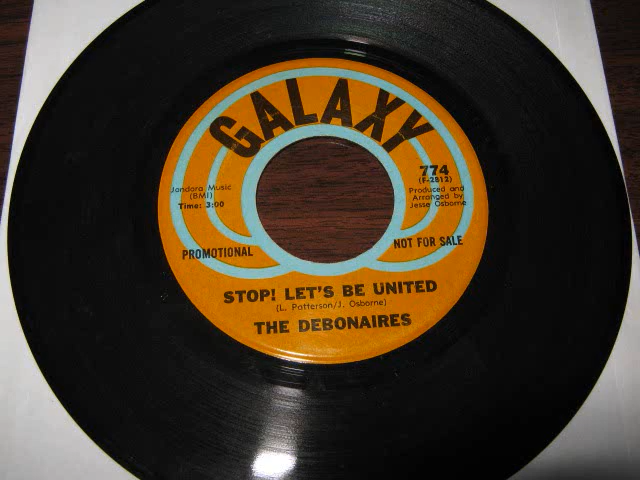 GALAXY
774
(F-2812)
Jondora Music
(BMI)
Time: 3:00
Produced and
Arranged by
Jesse Osborne
PROMOTIONAL
NOT FOR SALE
STOP! LET'S BE UNITED
(L. Patterson/J. Osborne)
THE DEBONAIRES